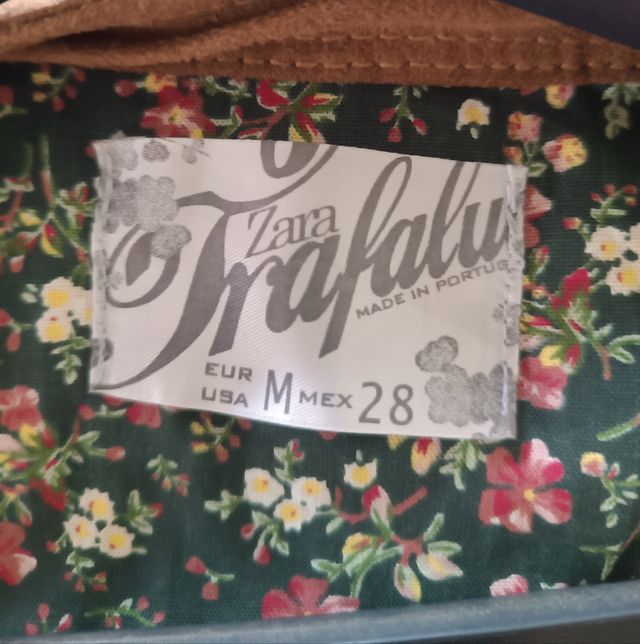 Zara
Trafalu
MADE IN PORTUG
EUR
USA M MEX 28